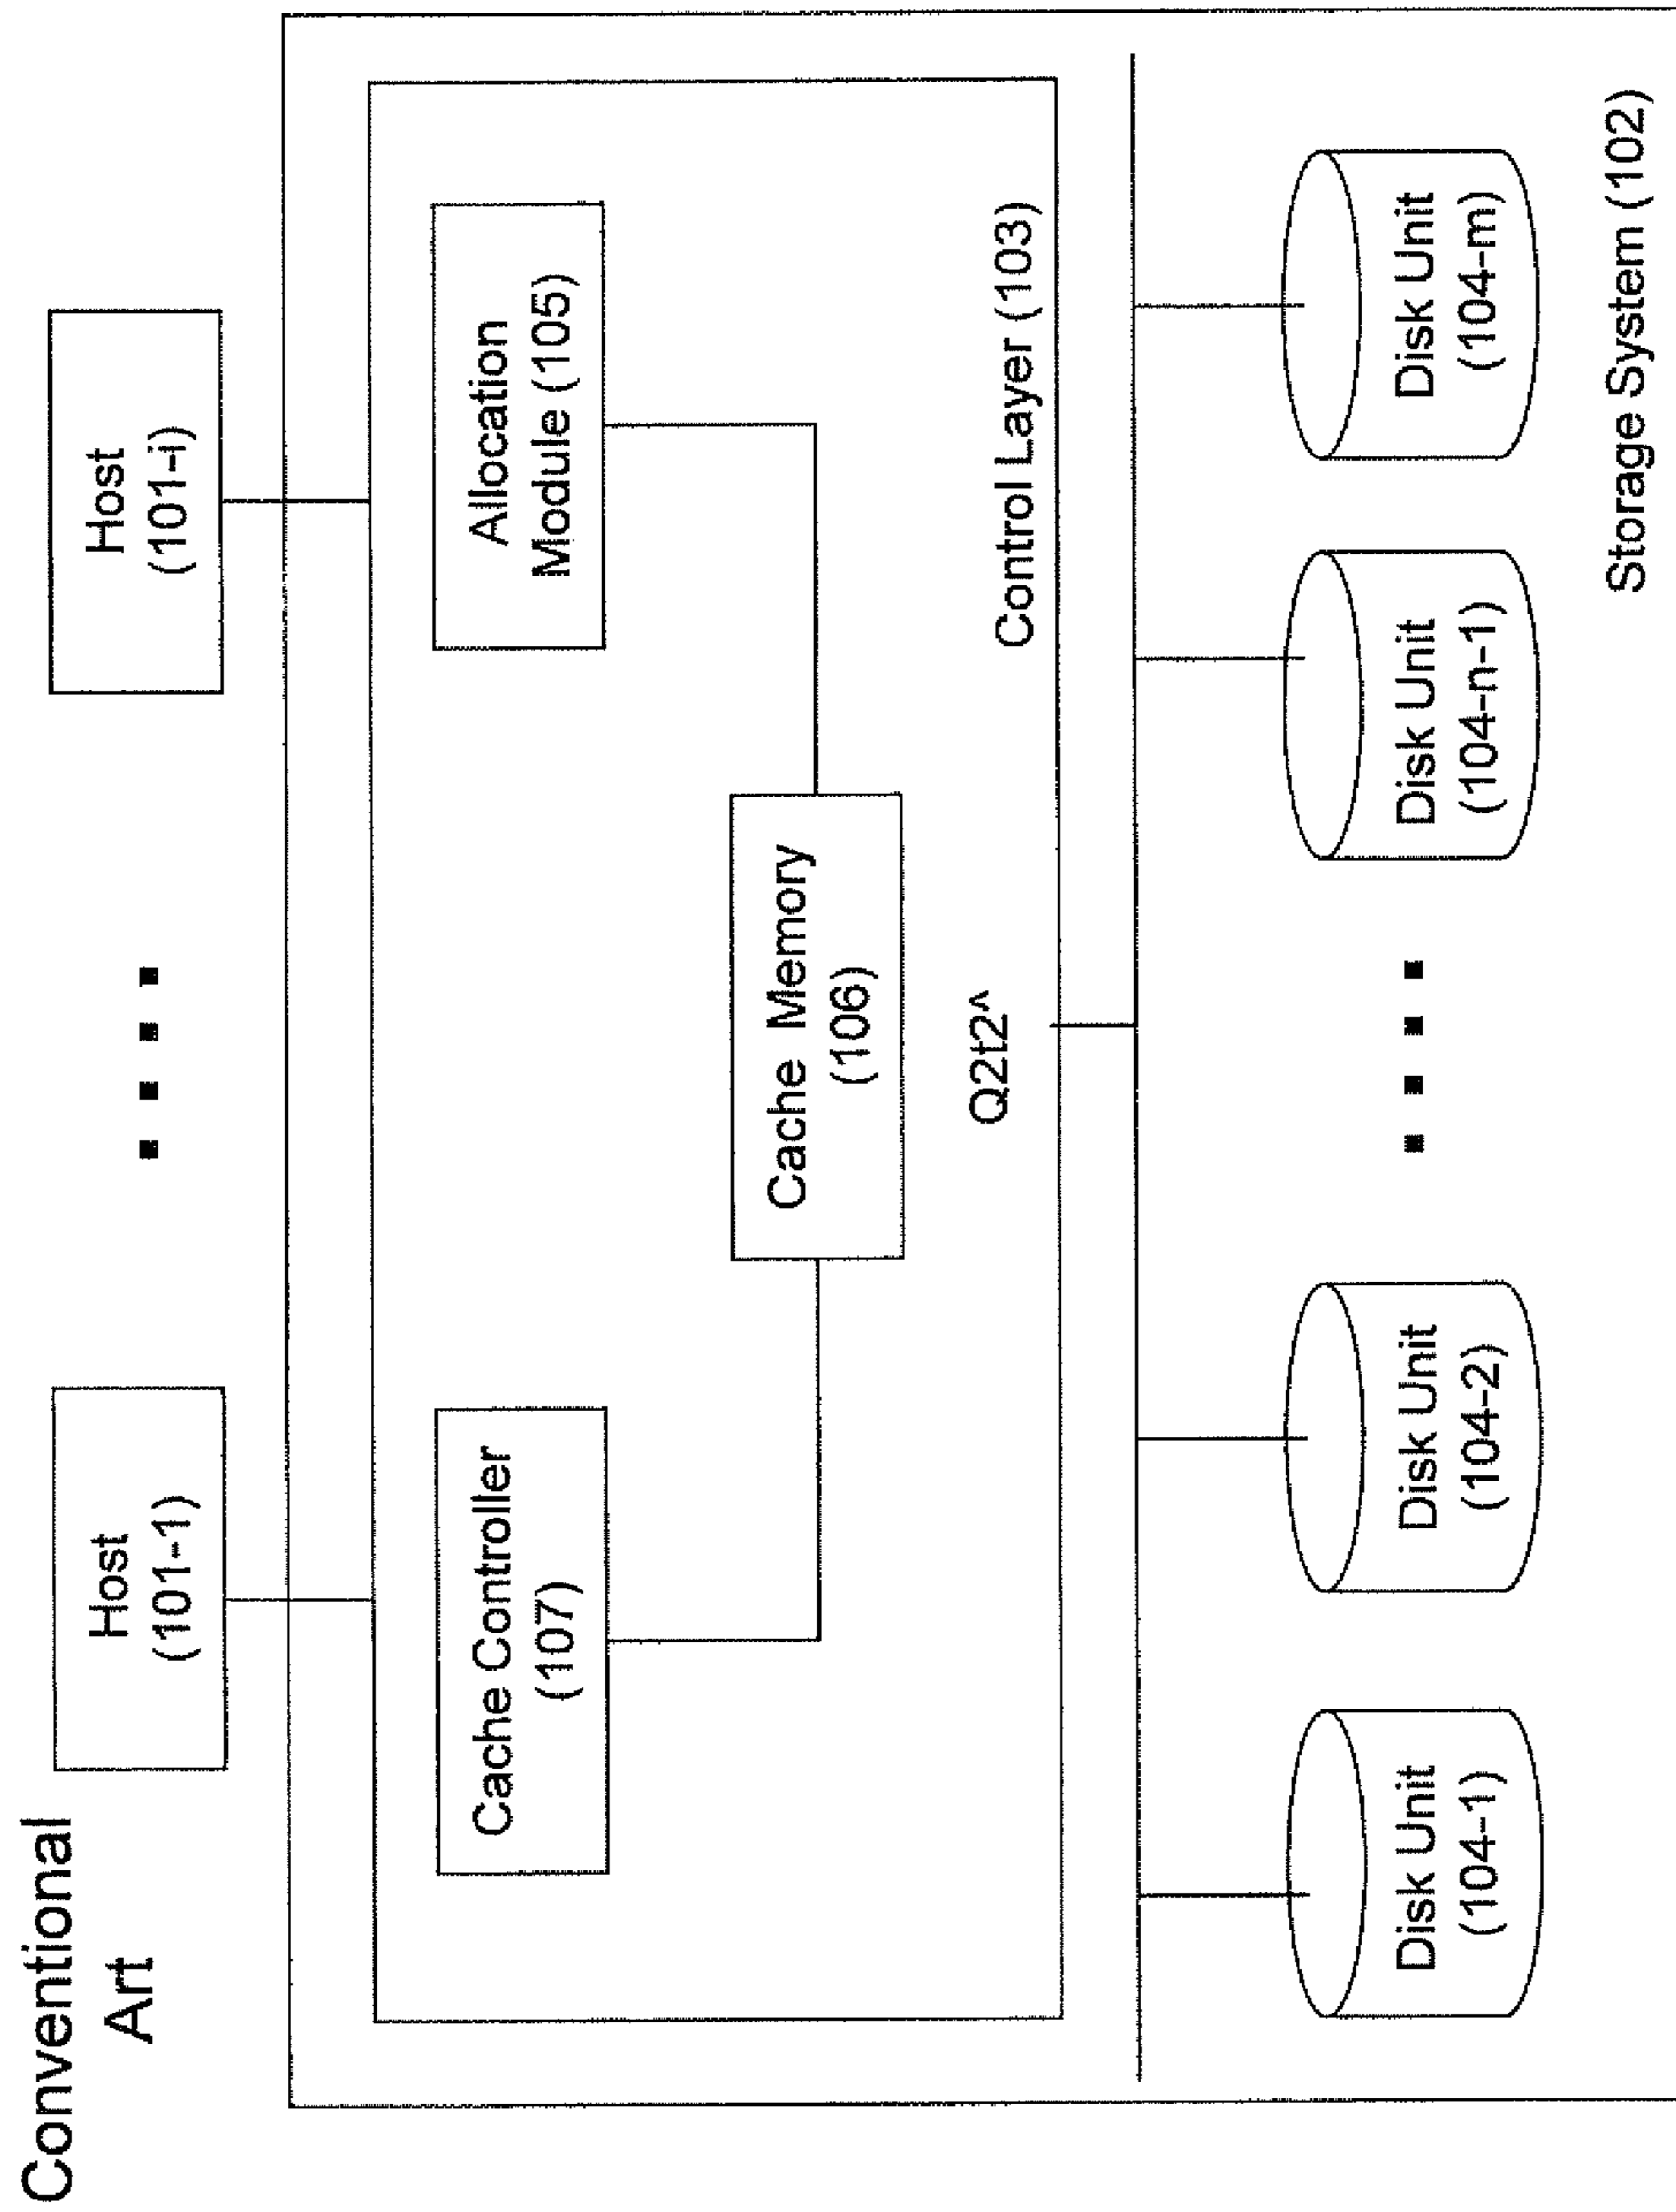 Conventional
Art
Host
(101-1)
Host
(101-i)
Cache Controller
(107)
Allocation
Module (105)
Cache Memory
(106)
Q2t2^
Control Layer (103)
Disk Unit
(104-1)
Disk Unit
(104-2)
Disk Unit
(104-n-1)
Disk Unit
(104-m)
Storage System (102)